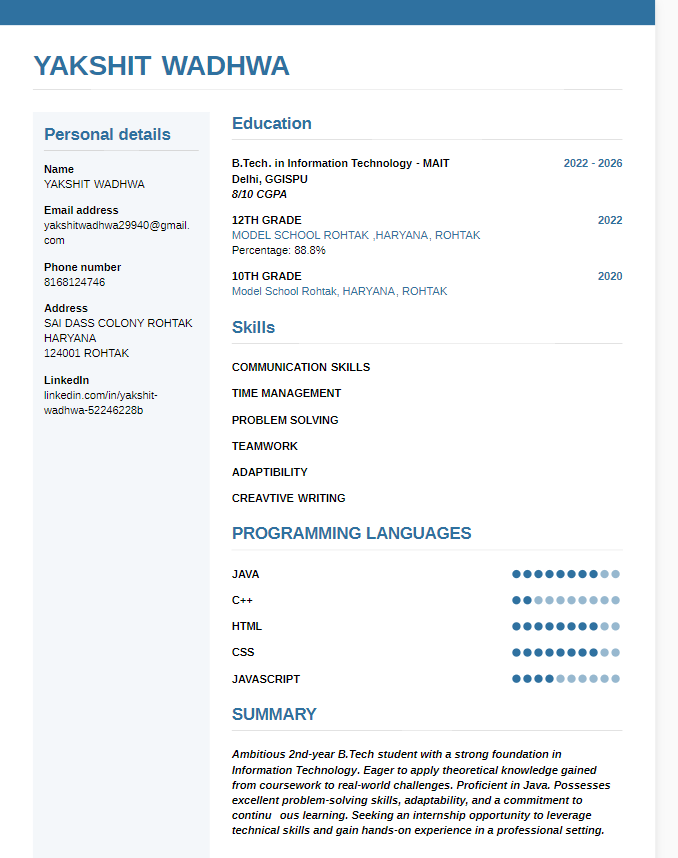 YAKSHIT WADHWA
Personal details
Name
YAKSHIT WADHWA
Email address
yakshitwadhwa29940@gmail.
com
Phone number
8168124746
Address
SAI DASS COLONY ROHTAK
HARYANA
124001 ROHTAK
LinkedIn
linkedin.com/in/yakshit-
wadhwa-52246228b
Education
B.Tech. in Information Technology - MAIT 2022 - 2026
Delhi, GGISPU
8/10 CGPA
12TH GRADE 2022
MODEL SCHOOL ROHTAK ,HARYANA, ROHTAK
Percentage: 88.8%
10TH GRADE 2020
Model School Rohtak, HARYANA, ROHTAK
Skills
COMMUNICATION SKILLS
TIME MANAGEMENT
PROBLEM SOLVING
TEAMWORK
ADAPTIBILITY
CREAVTIVE WRITING
PROGRAMMING LANGUAGES
JAVA
C++
HTML
CSS
JAVASCRIPT
SUMMARY
Ambitious 2nd-year B.Tech student with a strong foundation in
Information Technology. Eager to apply theoretical knowledge gained
from coursework to real-world challenges. Proficient in Java. Possesses
excellent problem-solving skills, adaptability, and a commitment to
continu ous learning. Seeking an internship opportunity to leverage
technical skills and gain hands-on experience in a professional setting.